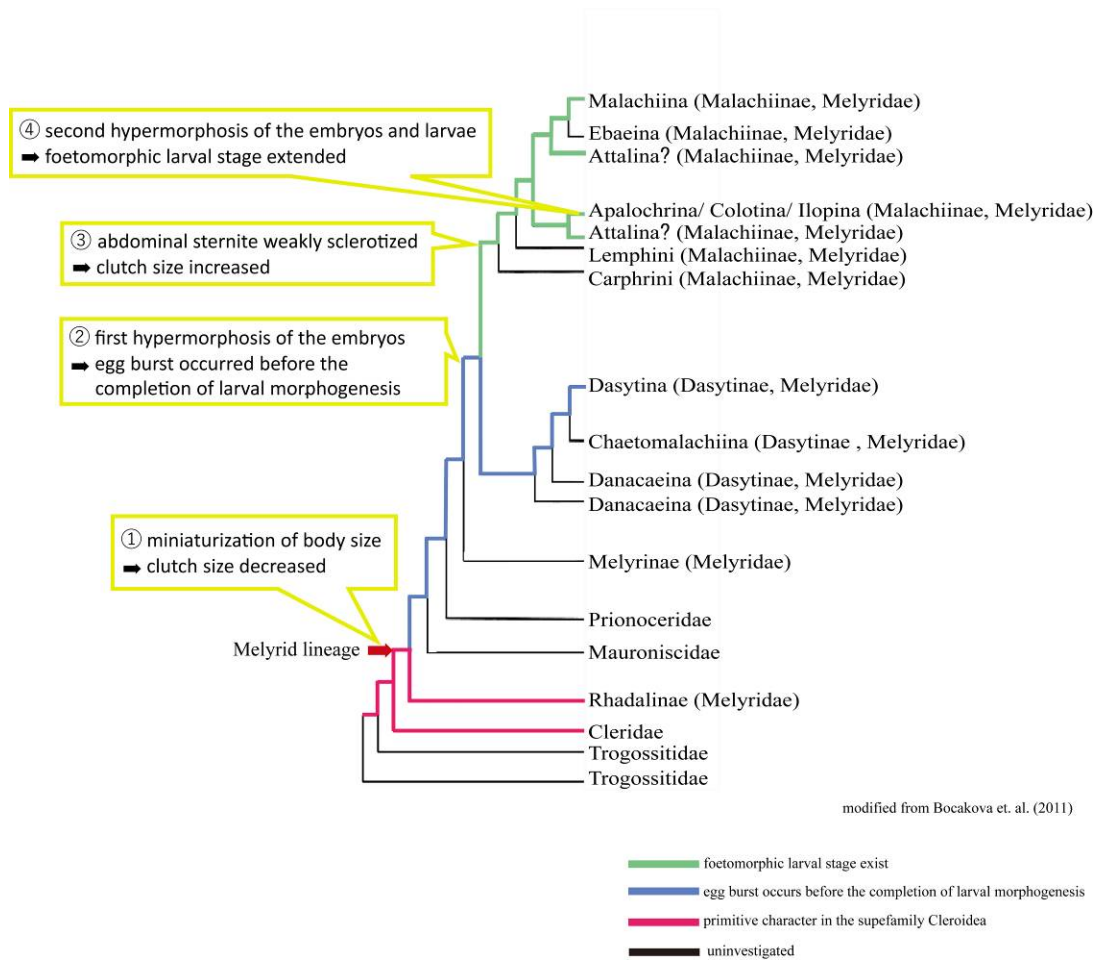 ④ second hypermorphosis of the embryos and larvae
➡ foetomorphic larval stage extended
③ abdominal sternite weakly sclerotized
➡ clutch size increased
② first hypermorphosis of the embryos
➡ egg burst occurred before the
completion of larval morphogenesis
① miniaturization of body size
➡ clutch size decreased
Melyrid lineage
Malachiina (Malachiinae, Melyridae)
Ebaeina (Malachiinae, Melyridae)
Attalina? (Malachiinae, Melyridae)
Apalochrina/ Colotina/ Ilopina (Malachiinae, Melyridae)
Attalina? (Malachiinae, Melyridae)
Lemphini (Malachiinae, Melyridae)
Carphrini (Malachiinae, Melyridae)
Dasytina (Dasytinae, Melyridae)
Chaetomalachiina (Dasytinae , Melyridae)
Danacaeina (Dasytinae, Melyridae)
Danacaeina (Dasytinae, Melyridae)
Melyrinae (Melyridae)
Prionoceridae
Mauroniscidae
Rhadalinae (Melyridae)
Cleridae
Trogossitidae
Trogossitidae
modified from Bocakova et. al. (2011)
foetomorphic larval stage exist
egg burst occurs before the completion of larval morphogenesis
primitive character in the supefamily Cleroidea
uninvestigated